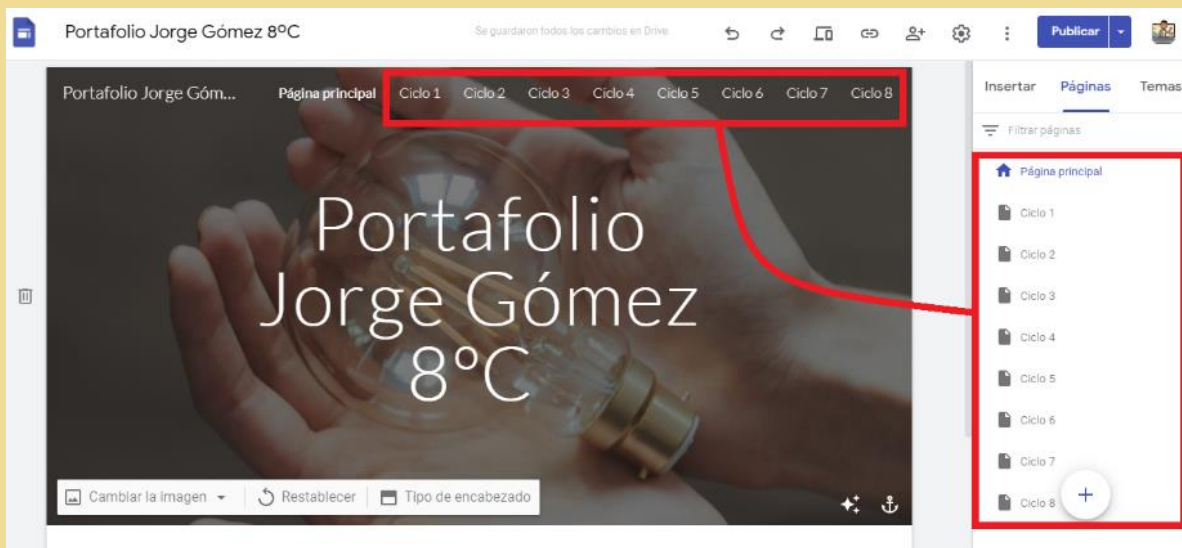 Portafolio Jorge Gómez 8ºC
Se guardaron todos los cambios en Drive.
Publicar
Portafolio Jorge Góm...
Página principal
Ciclo 1
Ciclo 2
Ciclo 3
Ciclo 4
Ciclo 5
Ciclo 6
Ciclo 7
Ciclo 8
Portafolio
Jorge Gómez
8ºC
Cambiar la imagen
Restablecer
Tipo de encabezado
Insertar
Páginas
Temas
Filtrar páginas
Página principal
Ciclo 1
Ciclo 2
Ciclo 3
Ciclo 4
Ciclo 5
Ciclo 6
Ciclo 7
Ciclo 8